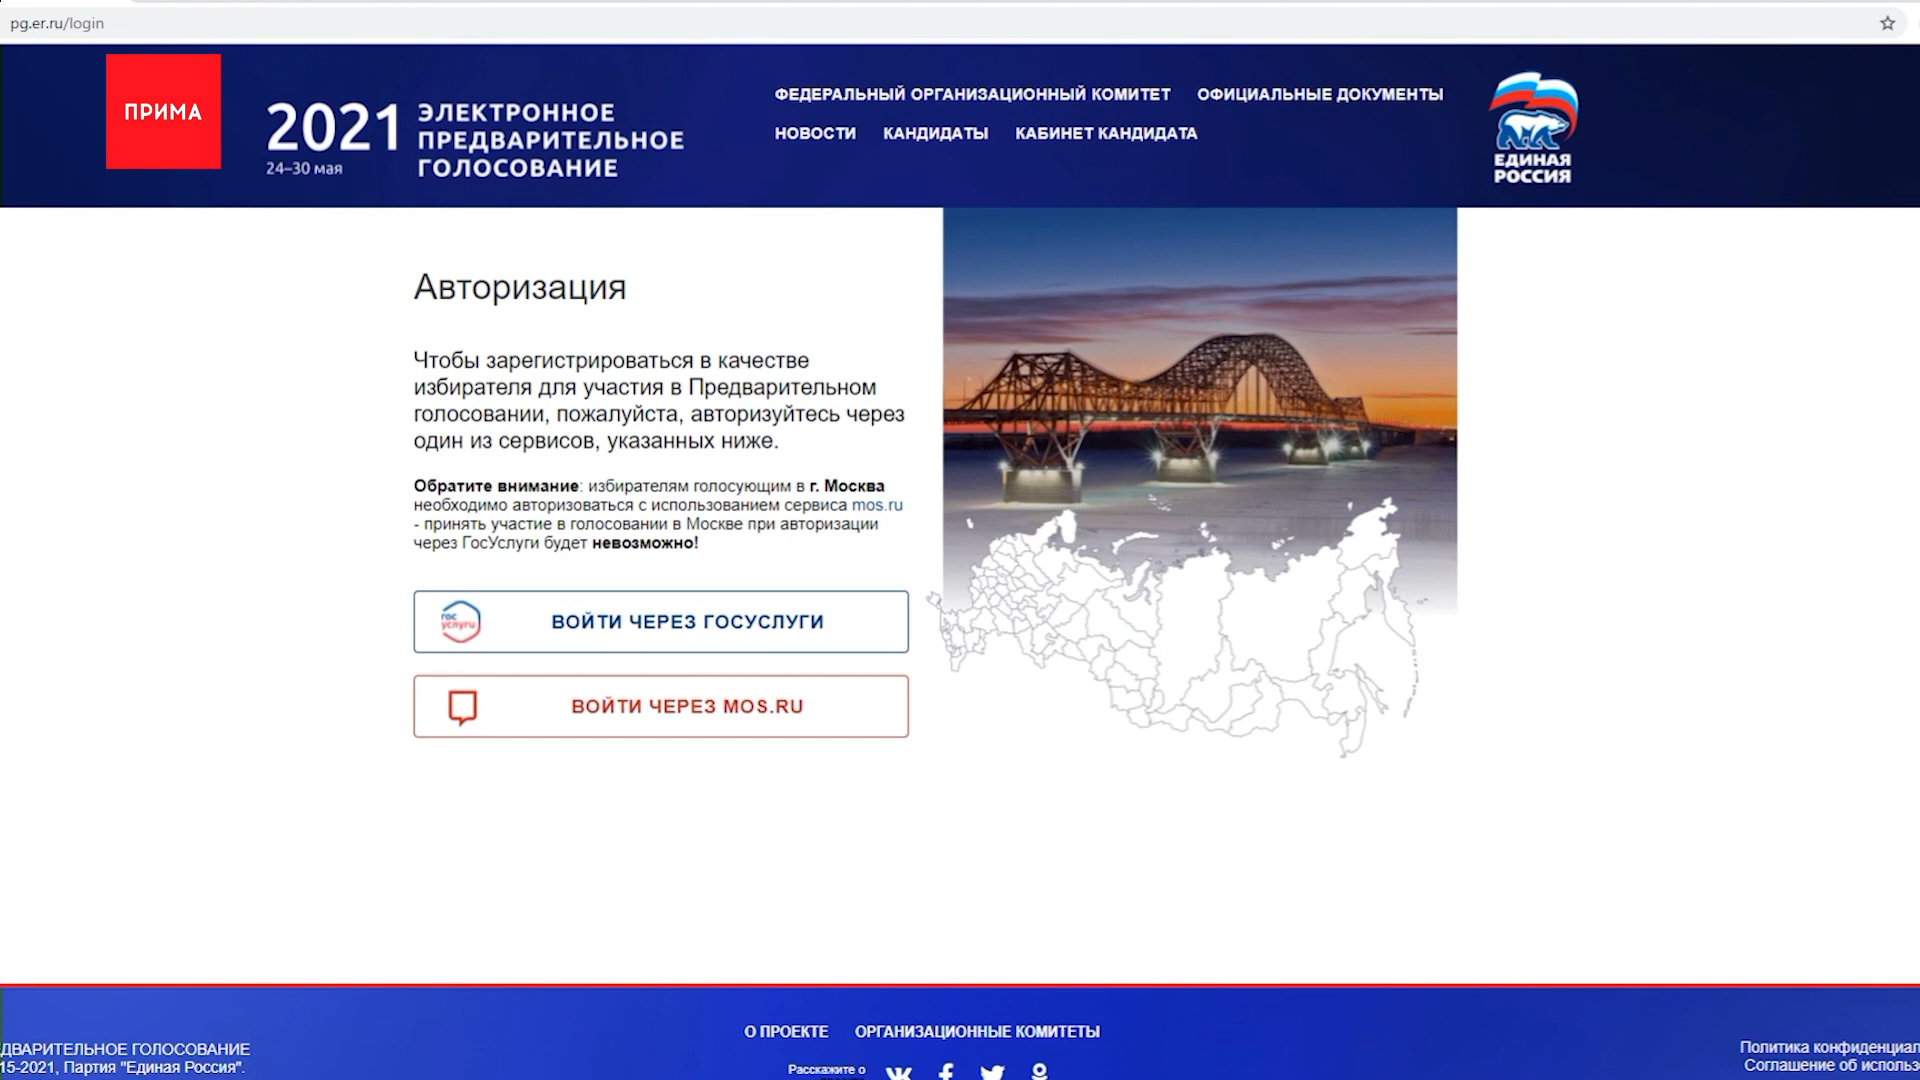 pg.er.ru/login
ПРИМА
2021
24–30 мая
ЭЛЕКТРОННОЕ
ПРЕДВАРИТЕЛЬНОЕ
ГОЛОСОВАНИЕ
ФЕДЕРАЛЬНЫЙ ОРГАНИЗАЦИОННЫЙ КОМИТЕТ ОФИЦИАЛЬНЫЕ ДОКУМЕНТЫ
НОВОСТИ КАНДИДАТЫ КАБИНЕТ КАНДИДАТА
ЕДИНАЯ
РОССИЯ
Авторизация
Чтобы зарегистрироваться в качестве
избирателя для участия в Предварительном
голосовании, пожалуйста, авторизуйтесь через
один из сервисов, указанных ниже.
Обратите внимание: избирателям голосующим в г. Москва
необходимо авторизоваться с использованием сервиса mos.ru
- принять участие в голосовании в Москве при авторизации
через ГосУслуги будет невозможно!
гос
услуги
ВОЙТИ ЧЕРЕЗ ГОСУСЛУГИ
ВОЙТИ ЧЕРЕЗ MOS.RU
О ПРОЕКТЕ ОРГАНИЗАЦИОННЫЕ КОМИТЕТЫ
ДВАРИТЕЛЬНОЕ ГОЛОСОВАНИЕ
15-2021, Партия "Единая Россия".
Расскажите о
Политика конфиденциал
Соглашение об использ